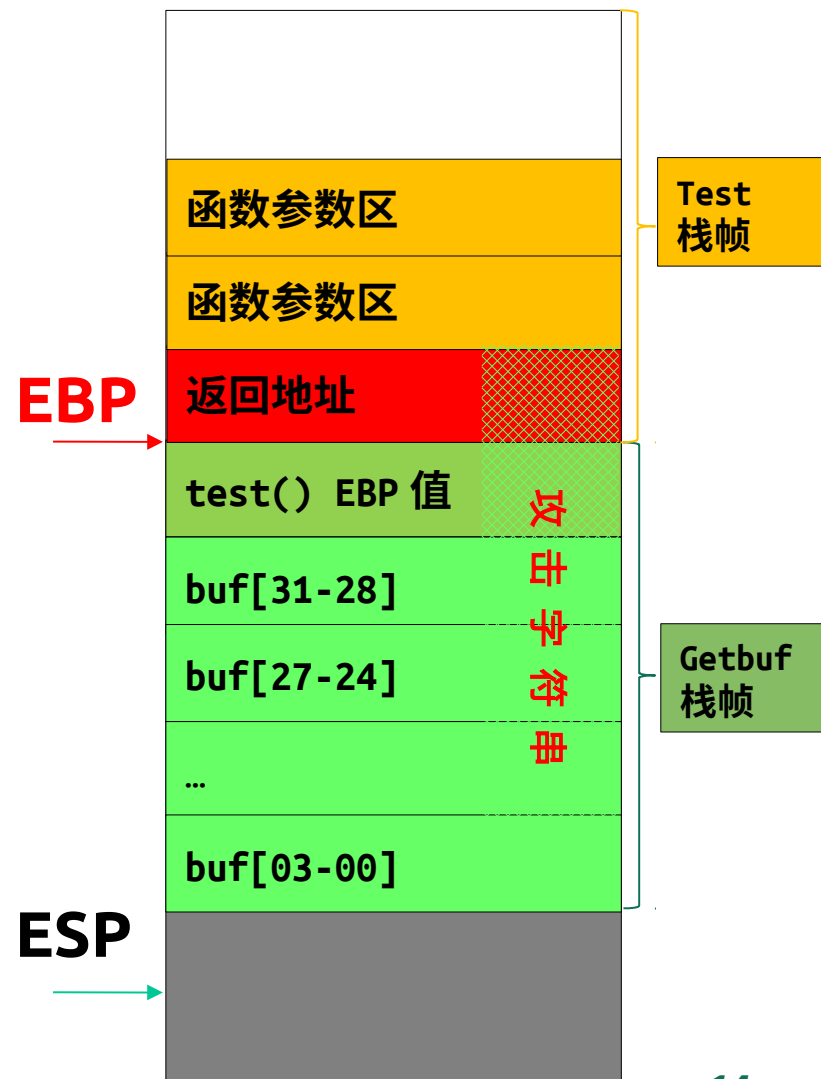 函数参数区
Test
栈帧
函数参数区
EBP
返回地址
test() EBP 值
攻击字符串
buf[31-28]
buf[27-24]
Getbuf
栈帧
…
buf[03-00]
ESP